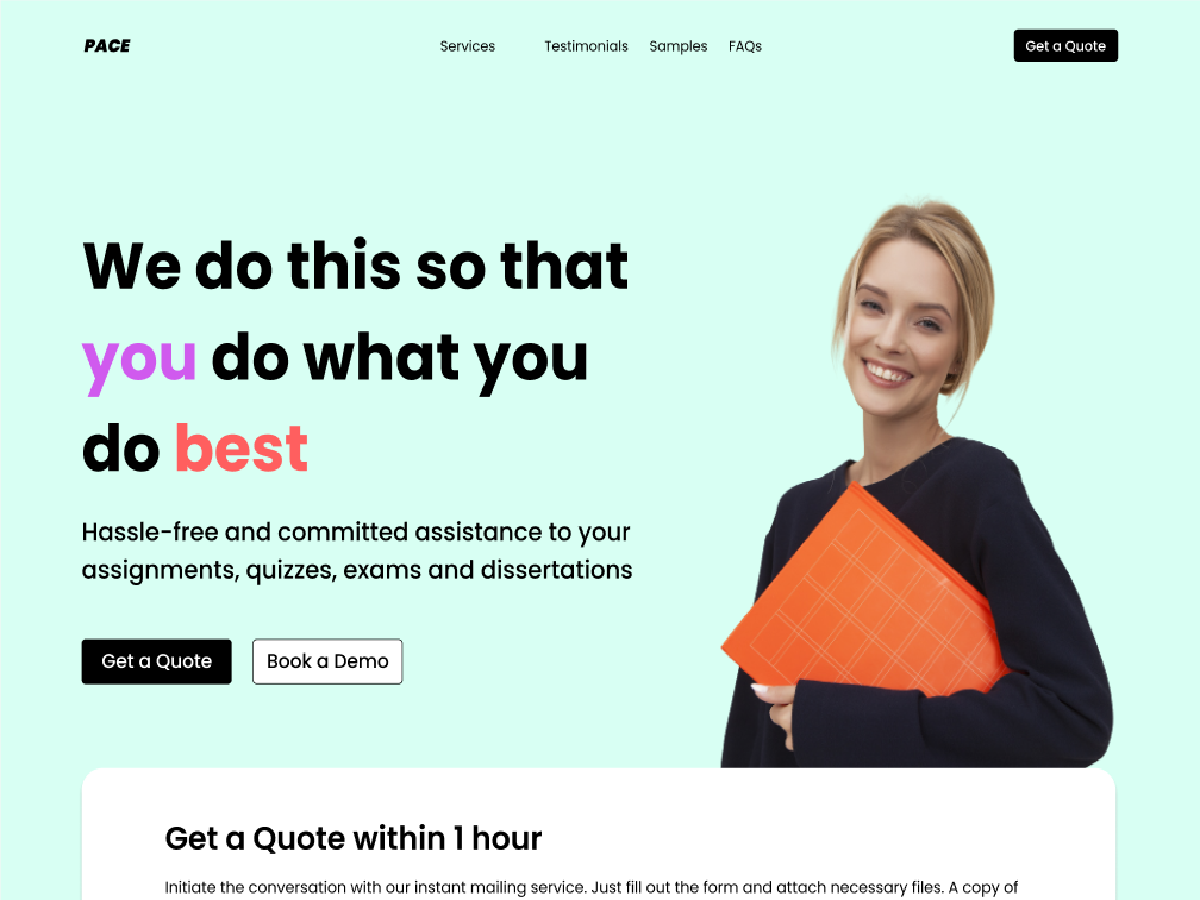 PACE
Services Testimonials Samples FAQs
Get a Quote
We do this so that
you do what you
do best
Hassle-free and committed assistance to your
assignments, quizzes, exams and dissertations
Get a Quote
Book a Demo
Get a Quote within 1 hour
Initiate the conversation with our instant mailing service. Just fill out the form and attach necessary files. A copy of